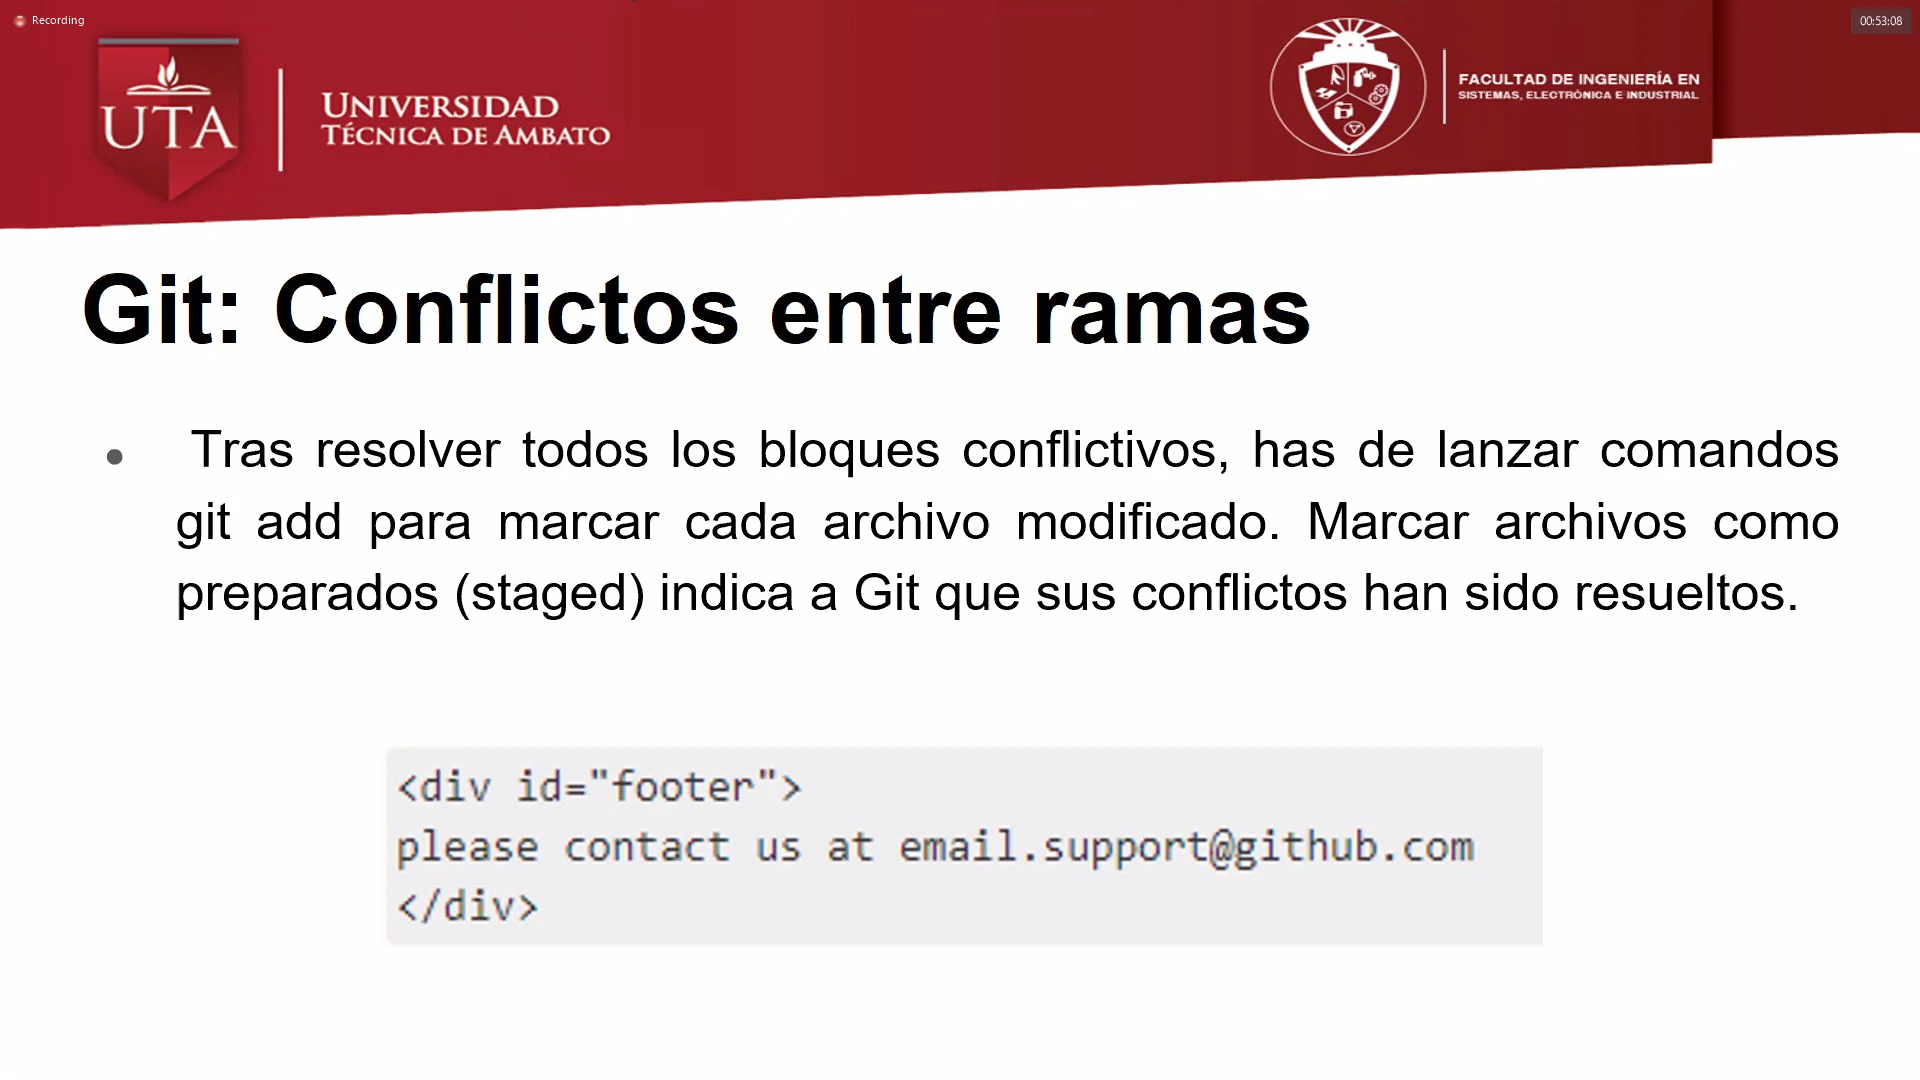 Recording
00:53:08
UTA
UNIVERSIDAD
TÉCNICA DE AMBATO
FACULTAD DE INGENIERÍA EN
SISTEMAS, ELECTRÓNICA E INDUSTRIAL
Git: Conflictos entre ramas
● Tras resolver todos los bloques conflictivos, has de lanzar comandos
git add para marcar cada archivo modificado. Marcar archivos como
preparados (staged) indica a Git que sus conflictos han sido resueltos.
<div id="footer">
please contact us at email.support@github.com
</div>